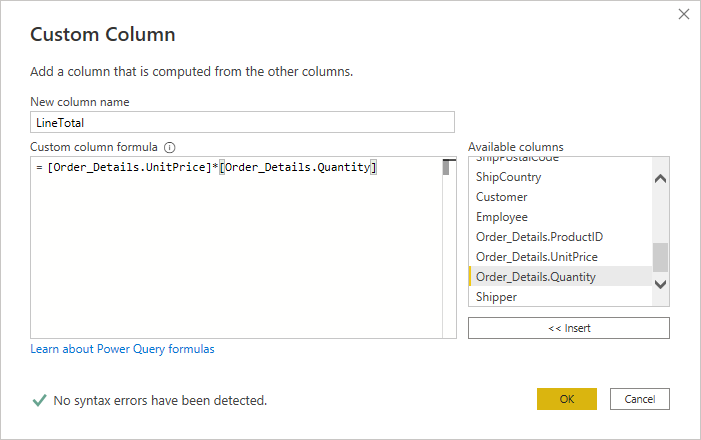 Custom Column
Add a column that is computed from the other columns.
New column name
LineTotal
Custom column formula
= [Order_Details.UnitPrice]*[Order_Details.Quantity]
Available columns
ShipPostalCode
ShipCountry
Customer
Employee
Order_Details.ProductID
Order_Details.UnitPrice
Order_Details.Quantity
Shipper
<< Insert
Learn about Power Query formulas
No syntax errors have been detected.
OK
Cancel